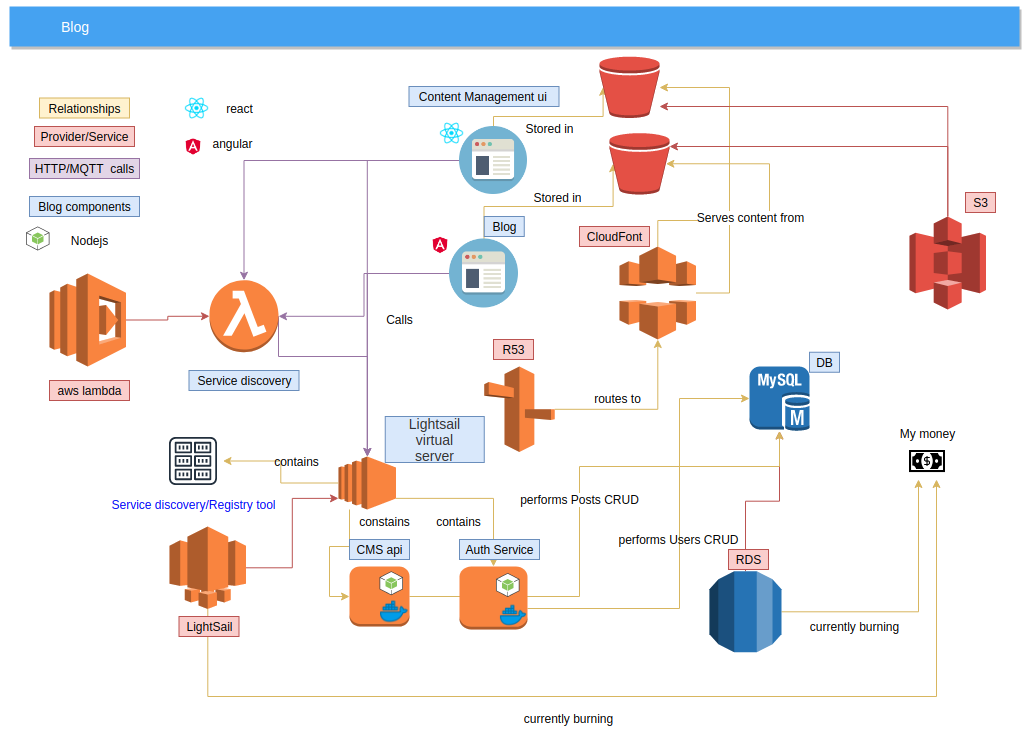 Blog
Relationships
Provider/Service
HTTP/MQTT calls
Blog components
Nodejs
react
angular
Content Management ui
Stored in
Stored in
Blog
CloudFont
Serves content from
S3
Calls
aws lambda
Service discovery
R53
routes to
DB
MySQL
M
Lightsail
virtual
server
My money
$
contains
Service discovery/Registry tool
constains
contains
performs Posts CRUD
CMS api
Auth Service
performs Users CRUD
RDS
LightSail
currently burning
currently burning